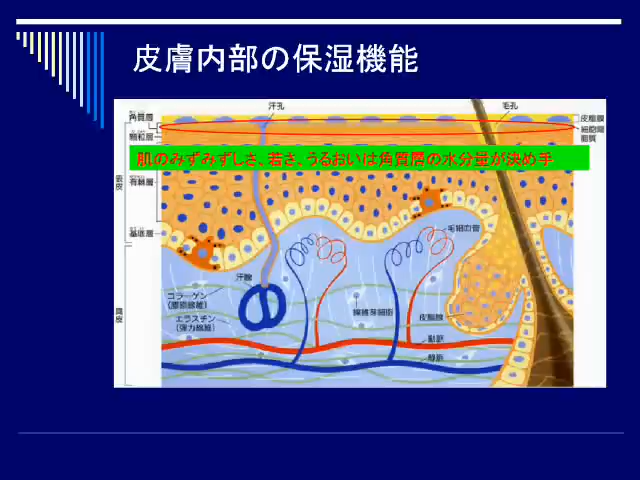 皮膚内部の保湿機能
汗孔
毛孔
角質層
皮脂膜
細胞間
脂質
顆粒層
肌のみずみずしさ、若さ、うるおいは角質層の水分量が決め手
表皮
有棘層
基底層
毛細血管
汗腺
コラーゲン
(膠原線維)
エラスチン
(弾力線維)
線維芽細胞
皮脂腺
真皮
動脈
静脈